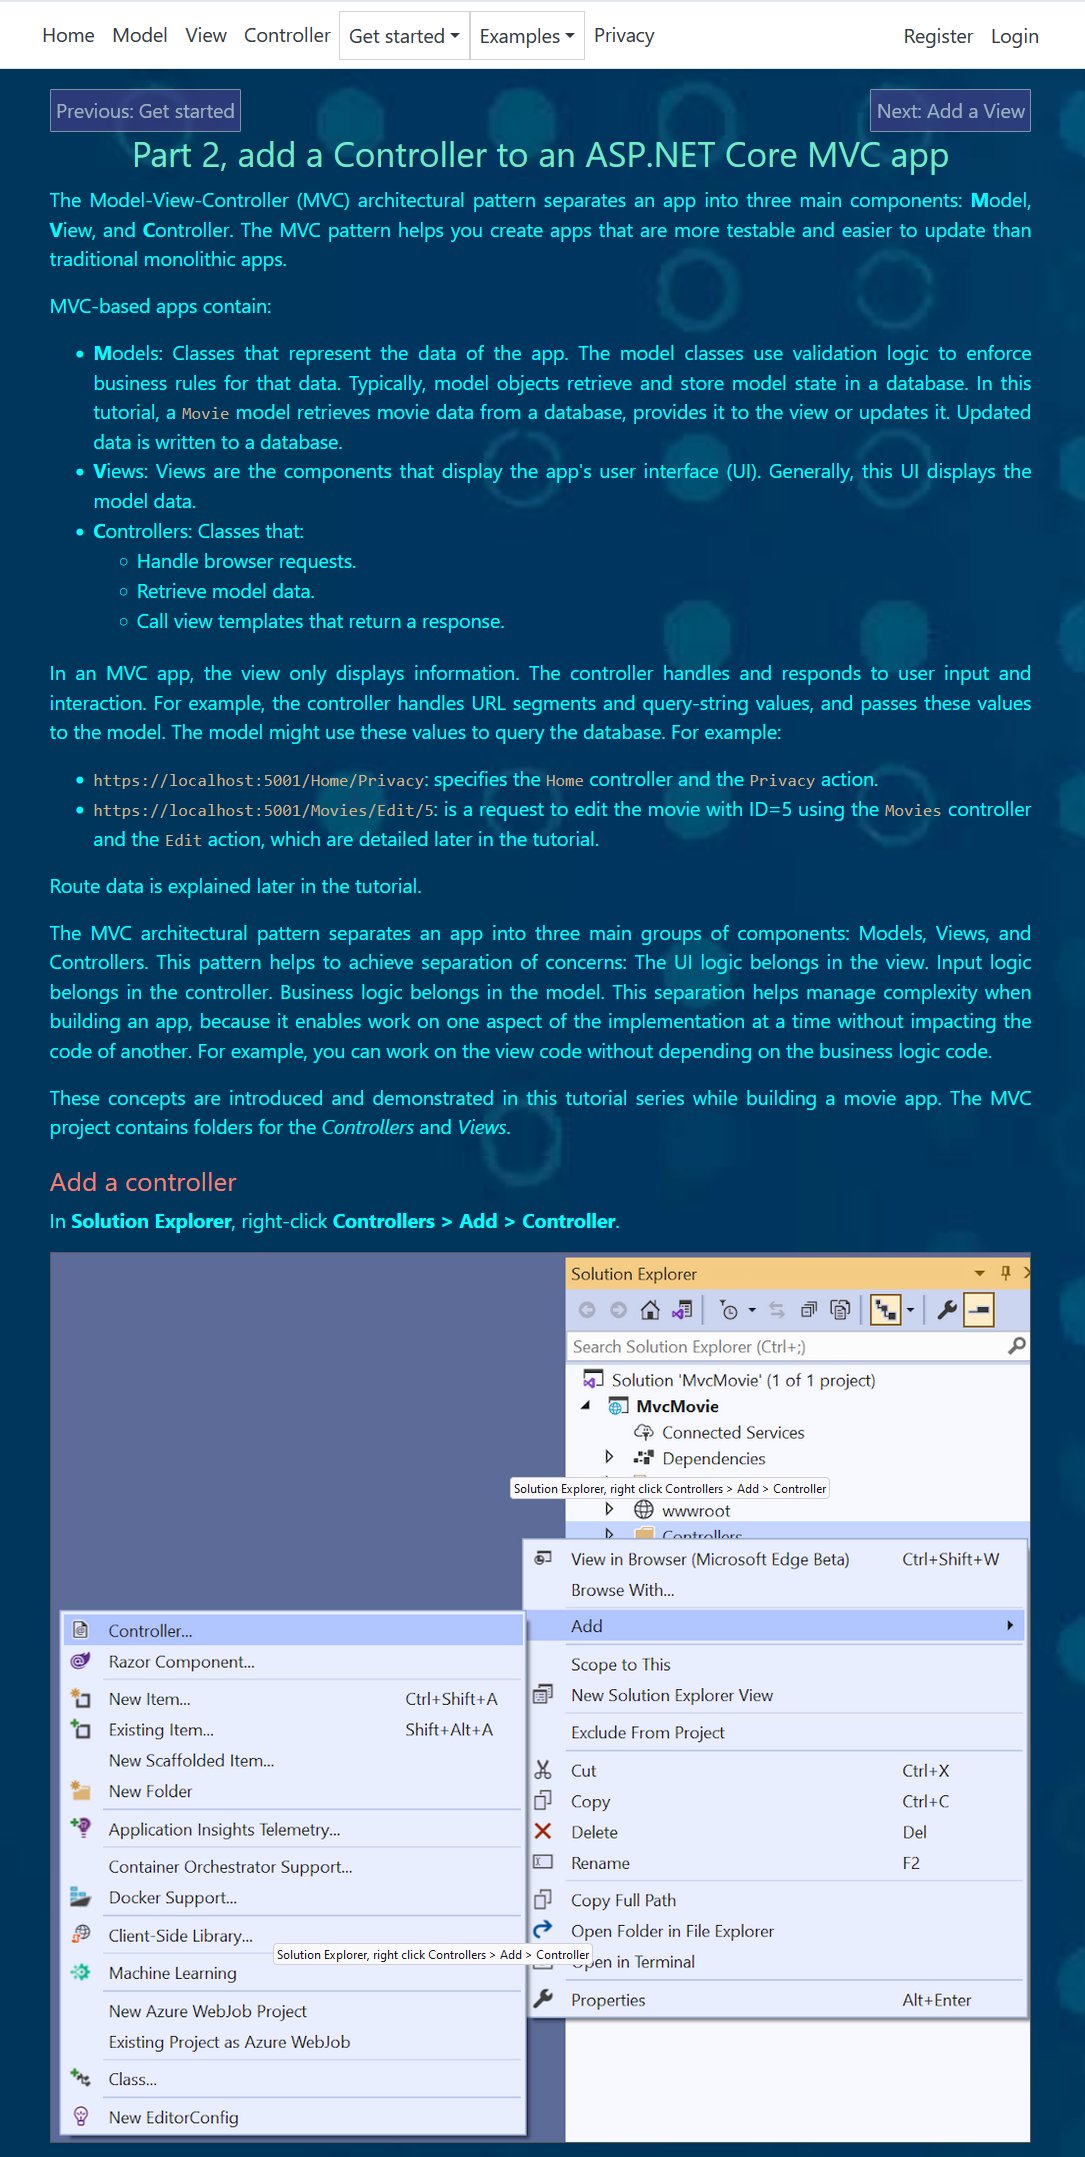 Home Model View Controller Get started Examples Privacy Register Login
Previous: Get started
Next: Add a View
Part 2, add a Controller to an ASP.NET Core MVC app
The Model-View-Controller (MVC) architectural pattern separates an app into three main components: Model,
View, and Controller. The MVC pattern helps you create apps that are more testable and easier to update than
traditional monolithic apps.
MVC-based apps contain:
• Models: Classes that represent the data of the app. The model classes use validation logic to enforce
business rules for that data. Typically, model objects retrieve and store model state in a database. In this
tutorial, a Movie model retrieves movie data from a database, provides it to the view or updates it. Updated
data is written to a database.
• Views: Views are the components that display the app's user interface (UI). Generally, this UI displays the
model data.
• Controllers: Classes that:
◦ Handle browser requests.
◦ Retrieve model data.
◦ Call view templates that return a response.
In an MVC app, the view only displays information. The controller handles and responds to user input and
interaction. For example, the controller handles URL segments and query-string values, and passes these values
to the model. The model might use these values to query the database. For example:
• https://localhost:5001/Home/Privacy: specifies the Home controller and the Privacy action.
• https://localhost:5001/Movies/Edit/5: is a request to edit the movie with ID=5 using the Movies controller
and the Edit action, which are detailed later in the tutorial.
Route data is explained later in the tutorial.
The MVC architectural pattern separates an app into three main groups of components: Models, Views, and
Controllers. This pattern helps to achieve separation of concerns: The UI logic belongs in the view. Input logic
belongs in the controller. Business logic belongs in the model. This separation helps manage complexity when
building an app, because it enables work on one aspect of the implementation at a time without impacting the
code of another. For example, you can work on the view code without depending on the business logic code.
These concepts are introduced and demonstrated in this tutorial series while building a movie app. The MVC
project contains folders for the Controllers and Views.
Add a controller
In Solution Explorer, right-click Controllers > Add > Controller.
Solution Explorer
Search Solution Explorer (Ctrl+;)
Solution 'MvcMovie' (1 of 1 project)
MvcMovie
Connected Services
Dependencies
Solution Explorer, right click Controllers > Add > Controller
wwwroot
Controllers
View in Browser (Microsoft Edge Beta) Ctrl+Shift+W
Browse With...
Add
Scope to This
New Solution Explorer View
Exclude From Project
Cut Ctrl+X
Copy Ctrl+C
Delete Del
Rename F2
Copy Full Path
Open Folder in File Explorer
Open in Terminal
Properties Alt+Enter
Controller...
Razor Component...
New Item... Ctrl+Shift+A
Existing Item... Shift+Alt+A
New Scaffolded Item...
New Folder
Application Insights Telemetry...
Container Orchestrator Support...
Docker Support...
Client-Side Library...
Solution Explorer, right click Controllers > Add > Controller
Machine Learning
New Azure WebJob Project
Existing Project as Azure WebJob
Class...
New EditorConfig